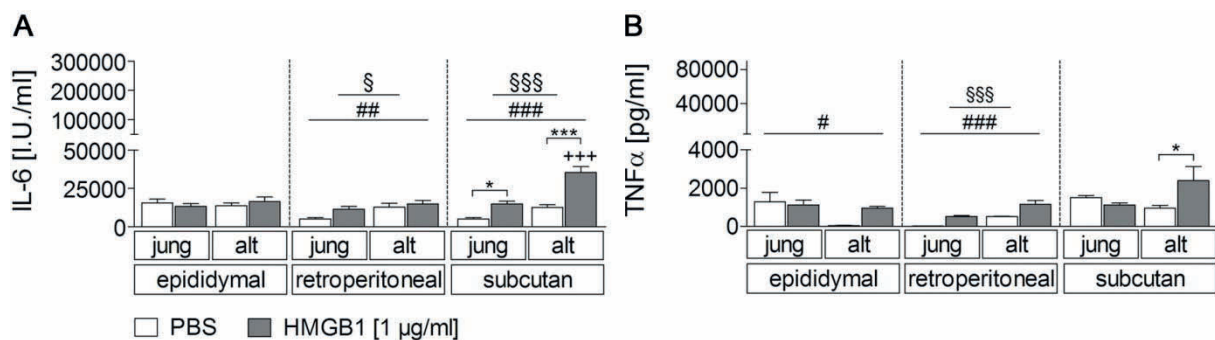 A
IL-6 [I.U./ml]
300000
200000
100000
50000
25000
0
§
##
§§§
###
*
***
+++
jung alt jung alt jung alt
epididymal retroperitoneal subcutan
PBS HMGB1 [1 µg/ml]
B
TNFα [pg/ml]
80000
40000
4000
2000
0
#
§§§
###
*
jung alt jung alt jung alt
epididymal retroperitoneal subcutan